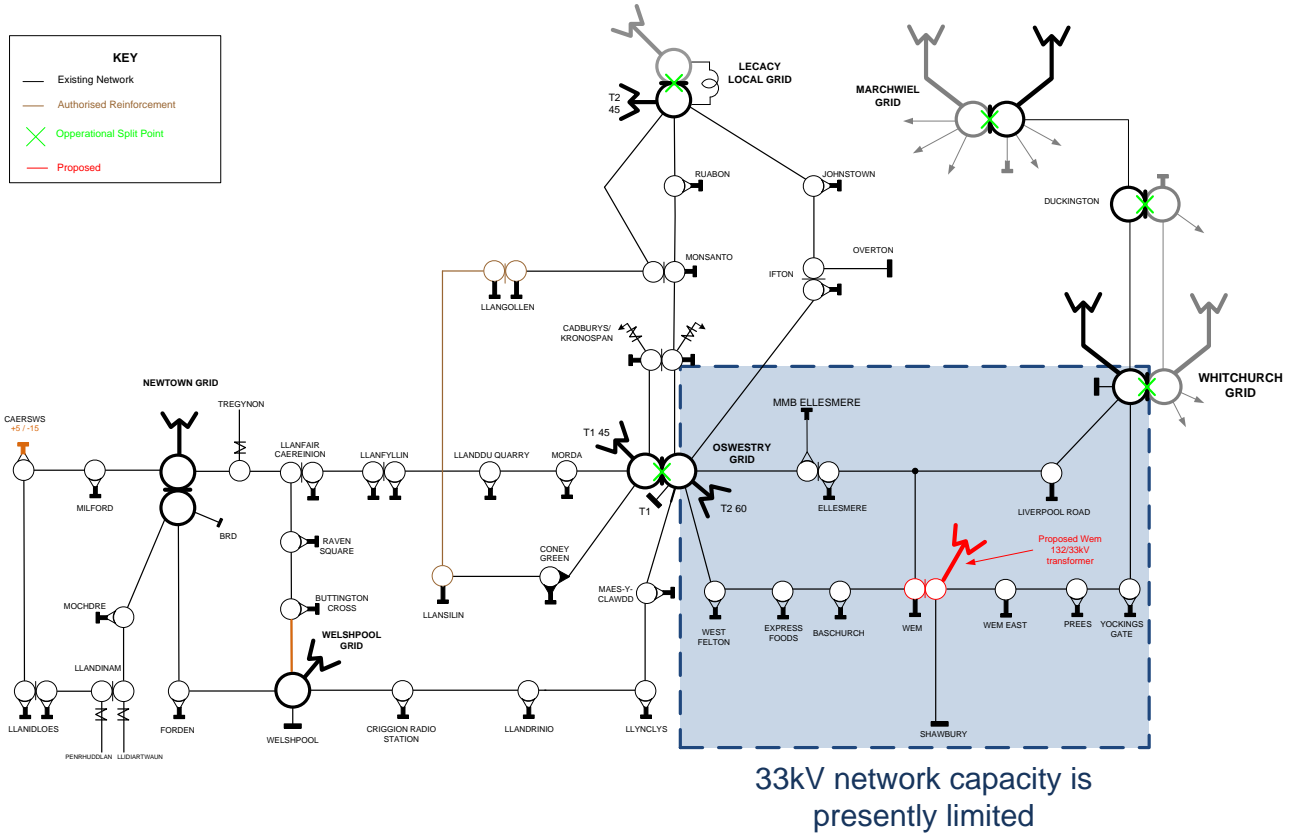 KEY
Existing Network
Authorised Reinforcement
Opperational Split Point
Proposed
LECACY
LOCAL GRID
T2
45
MARCHWIEL
GRID
RUABON
JOHNSTOWN
DUCKINGTON
OVERTON
MONSANTO
IFTON
LLANGOLLEN
CADBURYS/
KRONOSPAN
WHITCHURCH
GRID
NEWTOWN GRID
TREGYNON
CAERSWS
+5 / -15
MMB ELLESMERE
LLANFAIR
CAEREINION
LLANFYLLIN
LLANDDU QUARRY
MORDA
T1 45
OSWESTRY
GRID
MILFORD
T1
T2 60
ELLESMERE
LIVERPOOL ROAD
BRD
RAVEN
SQUARE
CONEY
GREEN
Proposed Wem
132/33kV
transformer
MAES-Y-
CLAWDD
LLANSILIN
BUTTINGTON
CROSS
MOCHDRE
WEST
FELTON
EXPRESS
FOODS
BASCHURCH
WEM
WEM EAST
PREES
YOCKINGS
GATE
WELSHPOOL
GRID
LLANDINAM
LLANIDLOES
FORDEN
WELSHPOOL
CRIGGION RADIO
STATION
LLANDRINIO
LLYNCLYS
SHAWBURY
PENRHUDDLAN
LLIDIARTWAUN
33kV network capacity is
presently limited